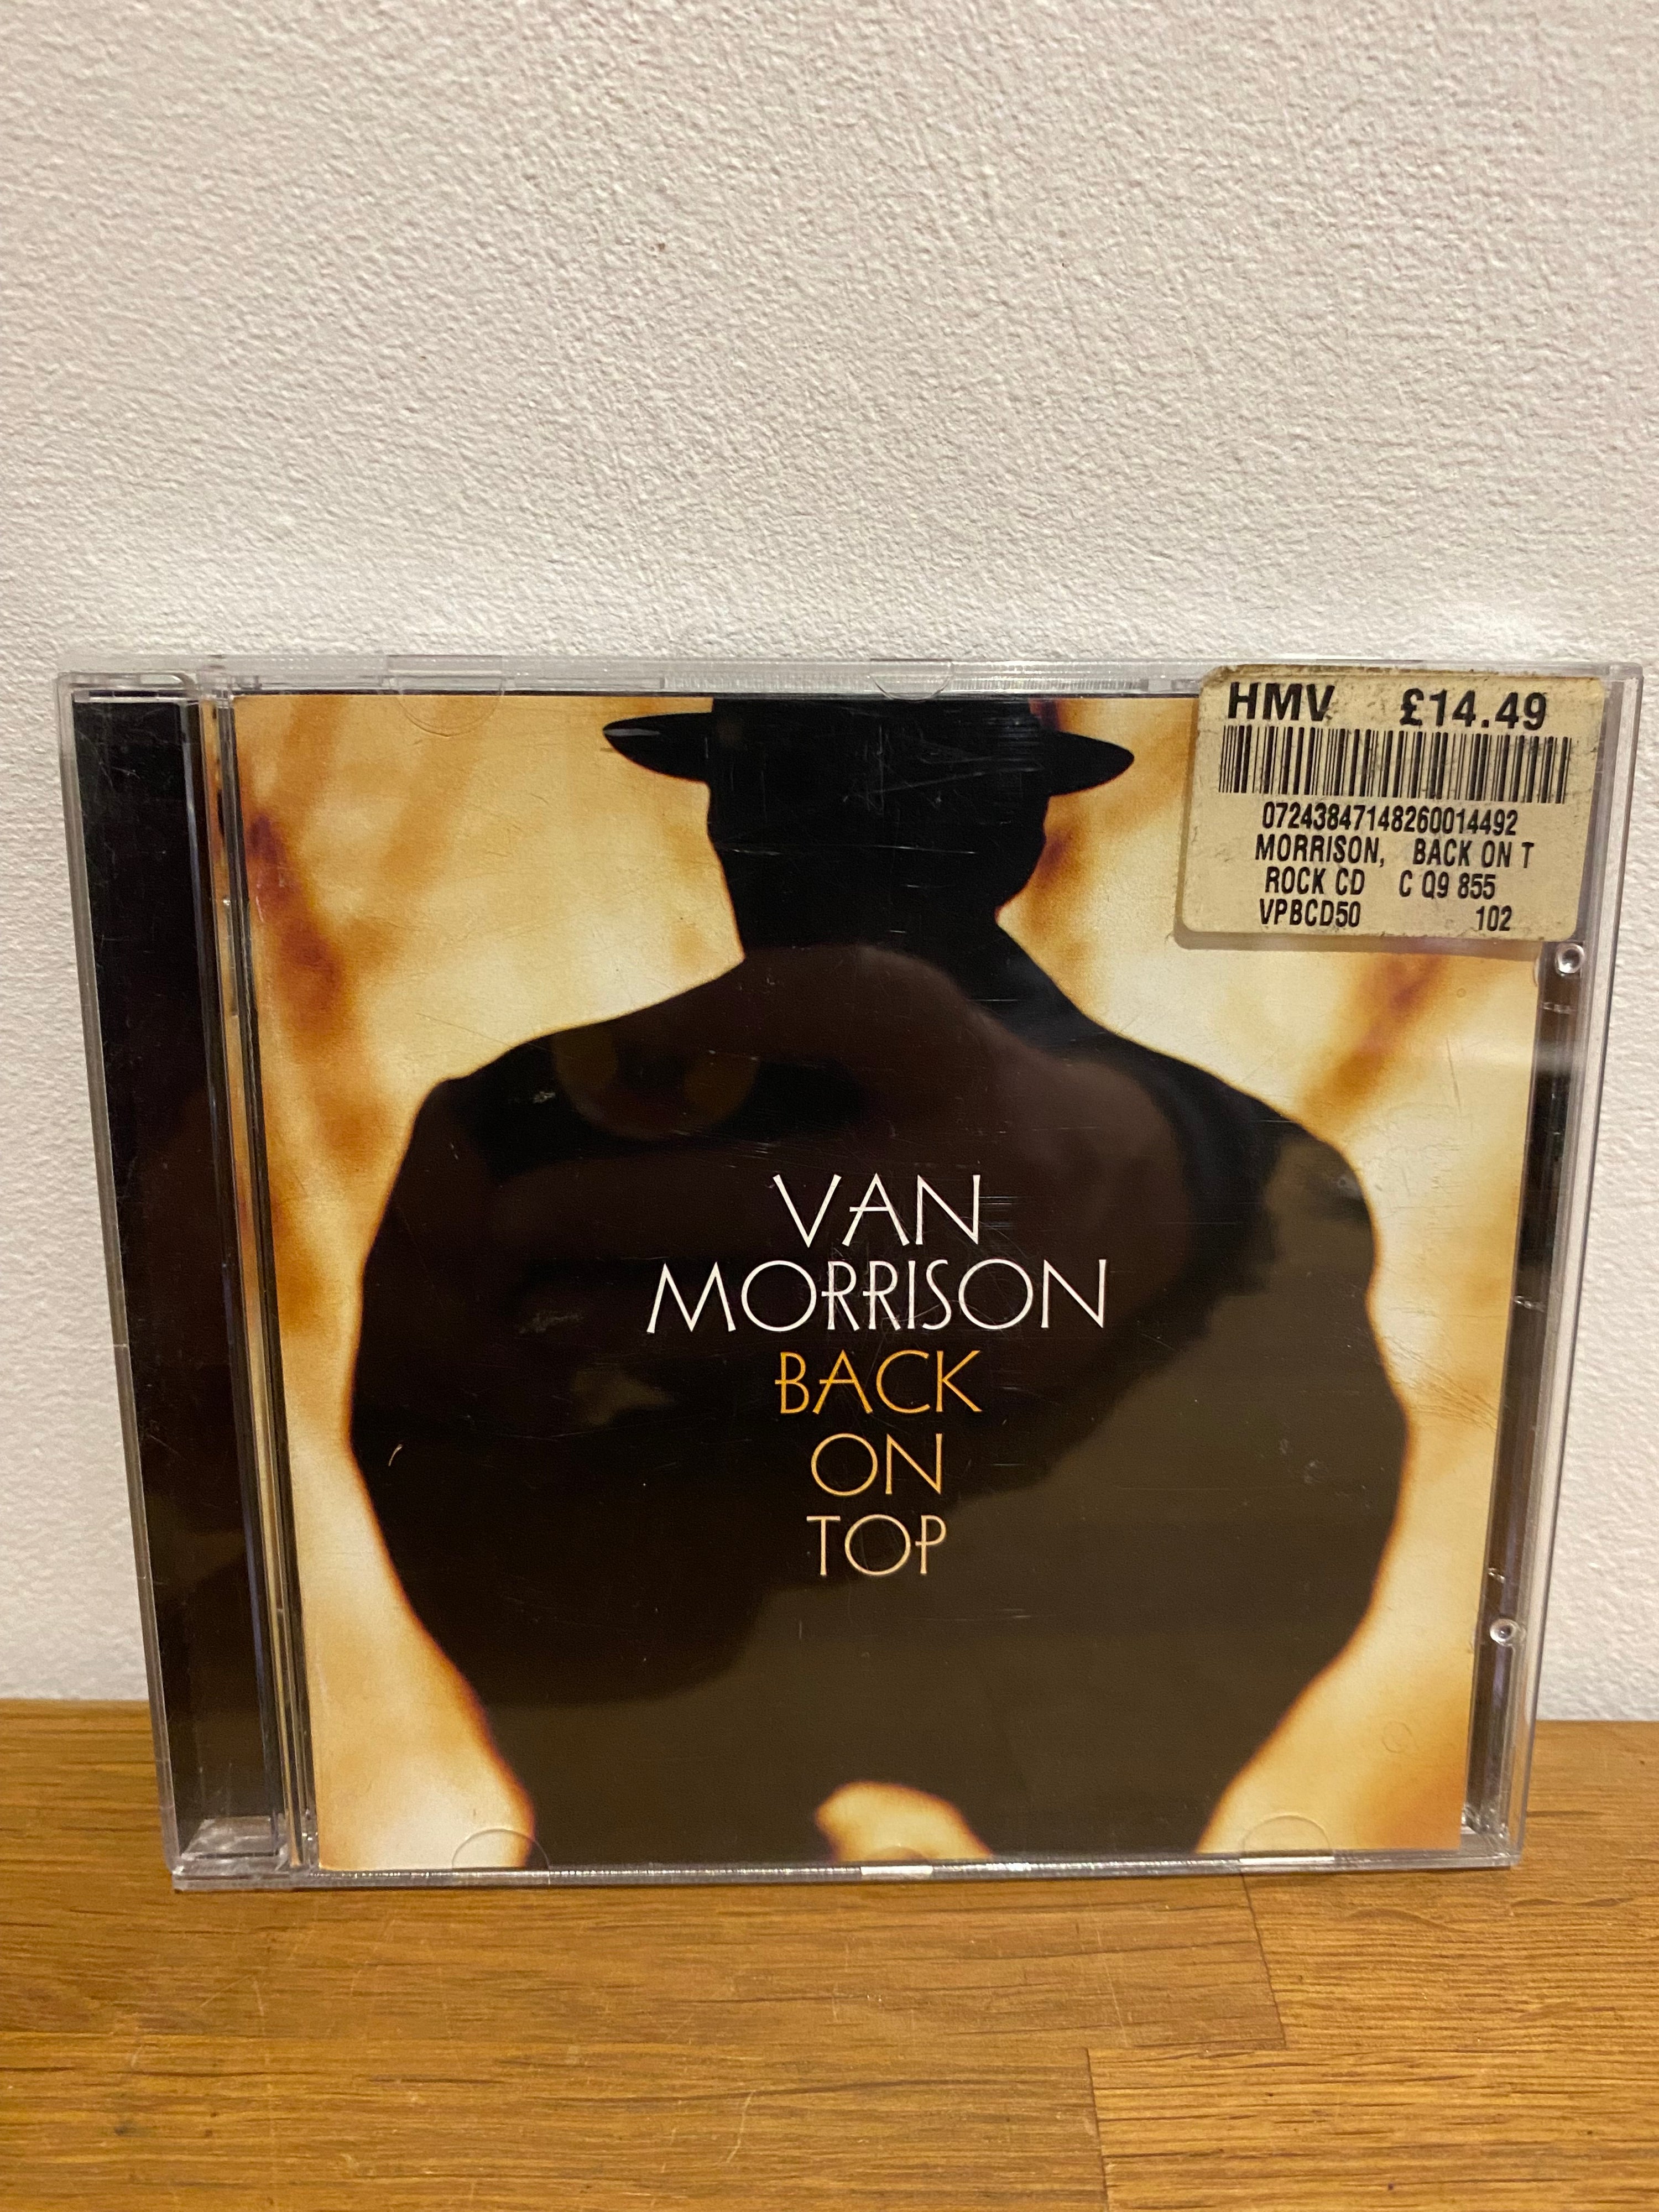 HMV £14.49
07243847148260014492
MORRISON, BACK ON T
ROCK CD C Q9 855
VPBCD50 102
VAN
MORRISON
BACK
ON
TOP